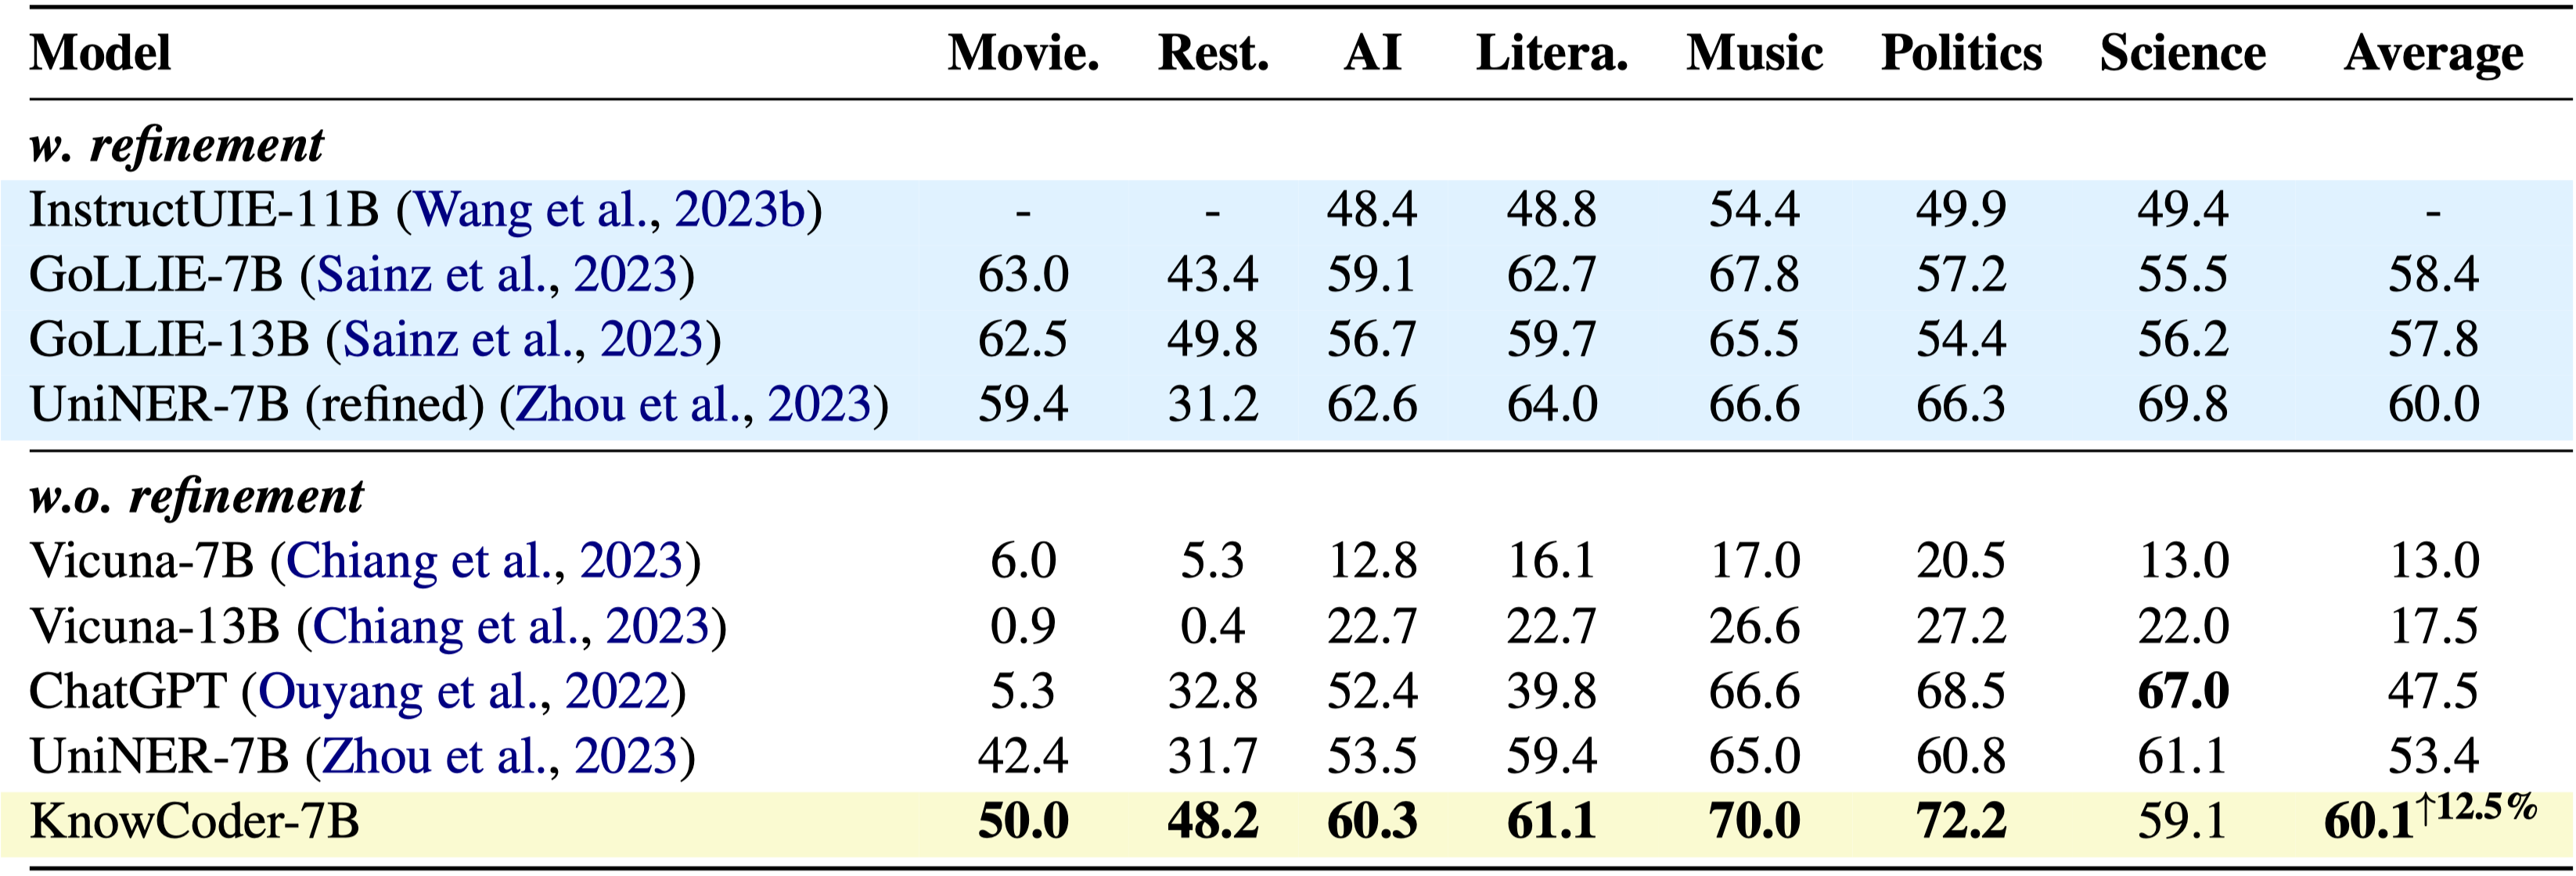 Model Movie. Rest. AI Litera. Music Politics Science Average
w. refinement
InstructUIE-11B (Wang et al., 2023b) - - 48.4 48.8 54.4 49.9 49.4 -
GoLLIE-7B (Sainz et al., 2023) 63.0 43.4 59.1 62.7 67.8 57.2 55.5 58.4
GoLLIE-13B (Sainz et al., 2023) 62.5 49.8 56.7 59.7 65.5 54.4 56.2 57.8
UniNER-7B (refined) (Zhou et al., 2023) 59.4 31.2 62.6 64.0 66.6 66.3 69.8 60.0
w.o. refinement
Vicuna-7B (Chiang et al., 2023) 6.0 5.3 12.8 16.1 17.0 20.5 13.0 13.0
Vicuna-13B (Chiang et al., 2023) 0.9 0.4 22.7 22.7 26.6 27.2 22.0 17.5
ChatGPT (Ouyang et al., 2022) 5.3 32.8 52.4 39.8 66.6 68.5 67.0 47.5
UniNER-7B (Zhou et al., 2023) 42.4 31.7 53.5 59.4 65.0 60.8 61.1 53.4
KnowCoder-7B 50.0 48.2 60.3 61.1 70.0 72.2 59.1 60.1↑12.5%